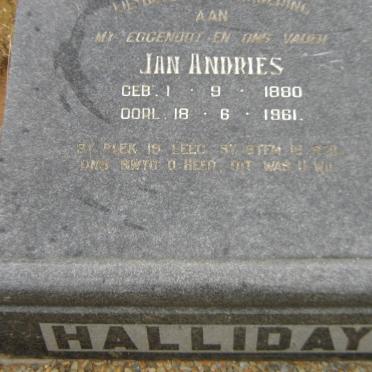 AAN
MY EGGENOOT EN ONS VADER
JAN ANDRIES
GEB. 1 · 9 · 1880
OORL. 18 · 6 · 1961.
SY PLEK IS LEEG, SY STEM IS STIL
ONS SWYG O HEER, DIT WAS U WIL
HALLIDAY